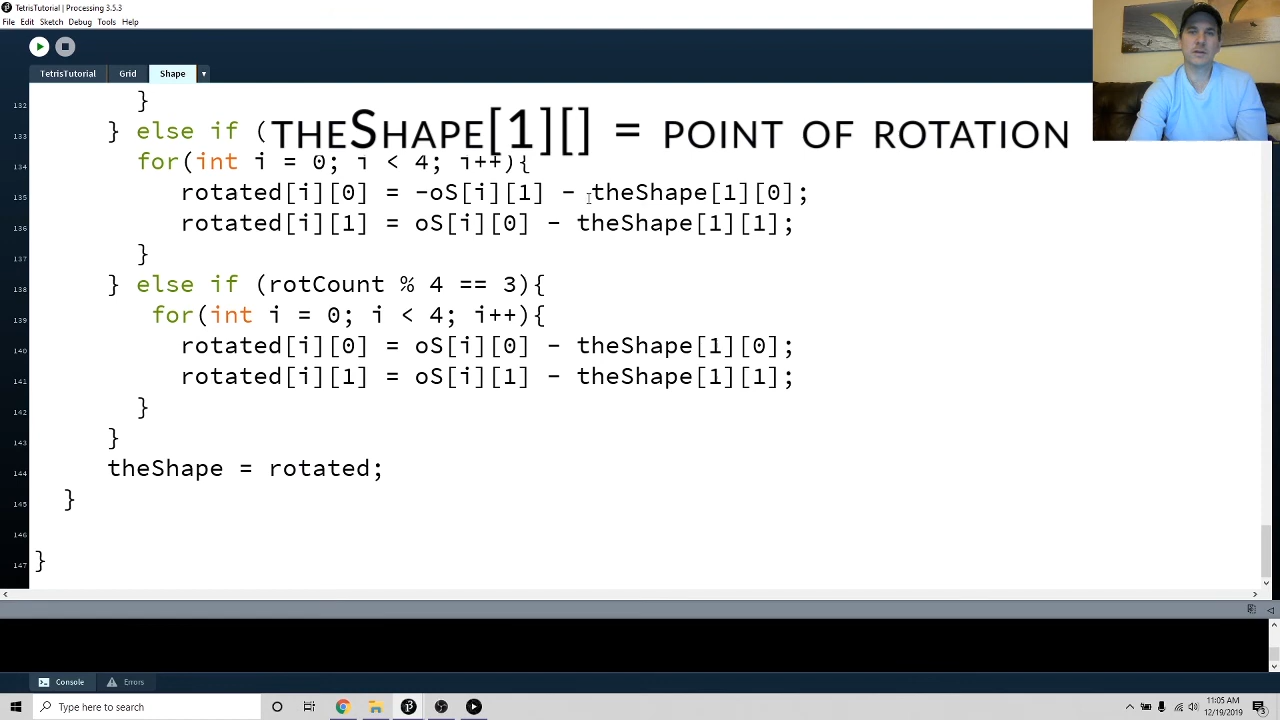 TetrisTutorial | Processing 3.5.3
File Edit Sketch Debug Tools Help
TetrisTutorial Grid Shape
132 }
133 } else if (
THESHAPE[1][] = POINT OF ROTATION
134 for(int i = 0; i < 4; i++){
135 rotated[i][0] = -oS[i][1] - theShape[1][0];
136 rotated[i][1] = oS[i][0] - theShape[1][1];
137 }
138 } else if (rotCount % 4 == 3){
139 for(int i = 0; i < 4; i++){
140 rotated[i][0] = oS[i][0] - theShape[1][0];
141 rotated[i][1] = oS[i][1] - theShape[1][1];
142 }
143 }
144 theShape = rotated;
145 }
146
147 }
Console Errors
Type here to search
11:05 AM
12/19/2019
3